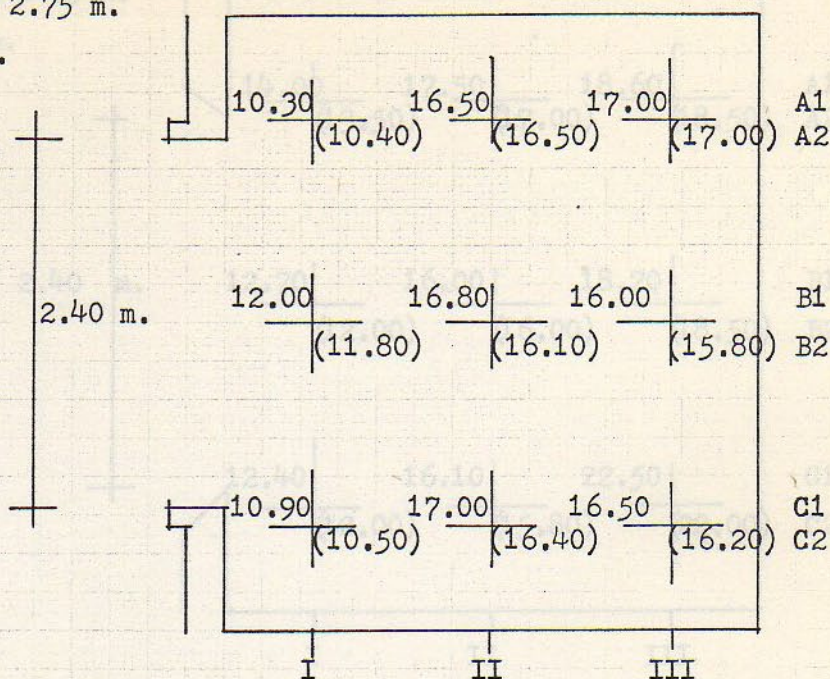 2.75 m.
10.30 16.50 17.00 A1
(10.40) (16.50) (17.00) A2
2.40 m.
12.00 16.80 16.00 B1
(11.80) (16.10) (15.80) B2
10.90 17.00 16.50 C1
(10.50) (16.40) (16.20) C2
I II III